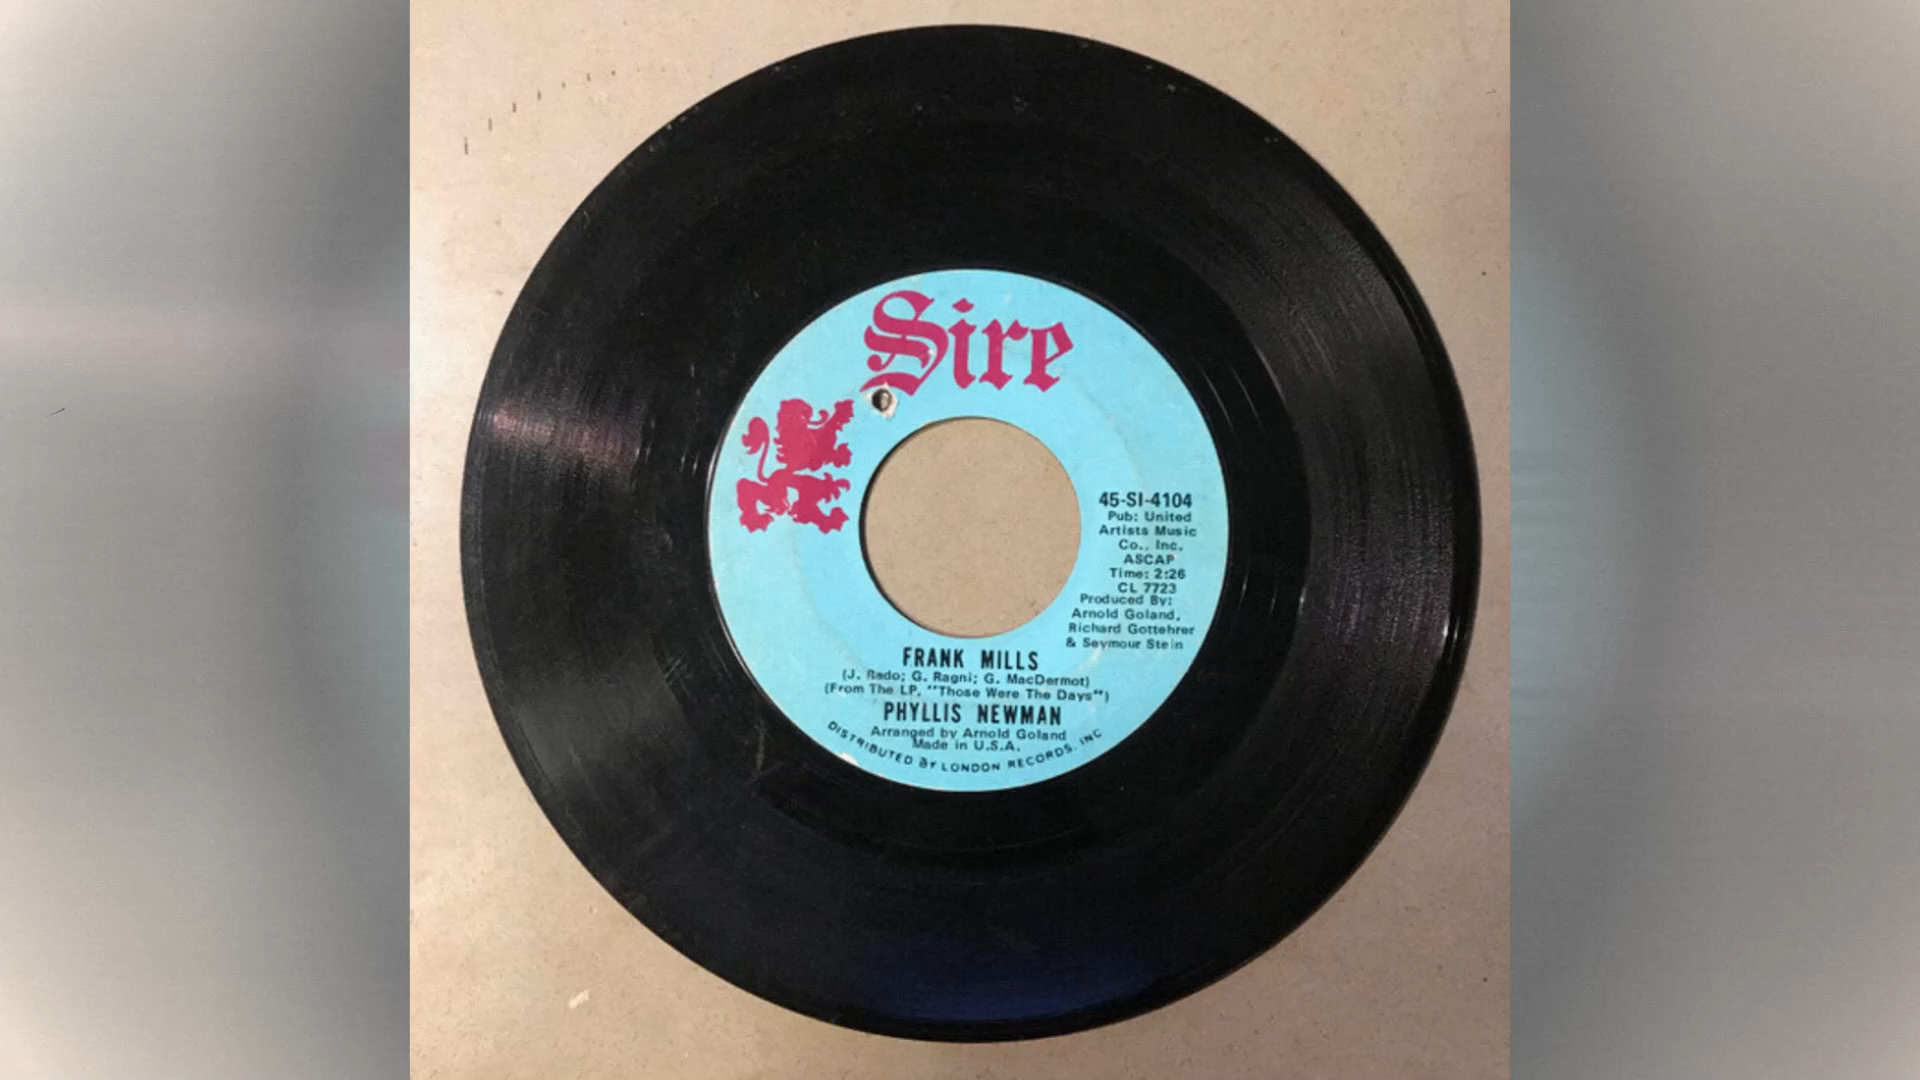 Sire
45-SI-4104
Pub: United
Artists Music
Co., Inc.
ASCAP
Time: 2:26
CL 7723
Produced By:
Arnold Goland,
Richard Gottehrer
& Seymour Stein
FRANK MILLS
(J. Rado; G. Ragni; G. MacDermot)
(From The LP, "Those Were The Days")
PHYLLIS NEWMAN
Arranged by Arnold Goland
Made in U.S.A.
DISTRIBUTED BY LONDON RECORDS, INC